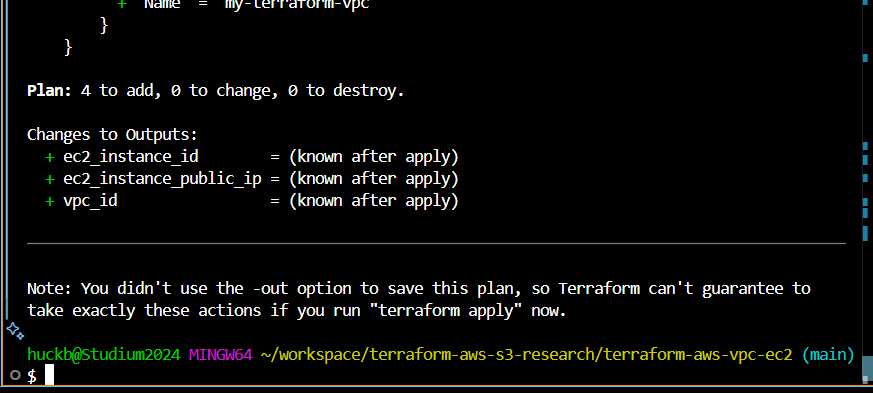 + "Name" = "my-terraform-vpc"
}
}
Plan: 4 to add, 0 to change, 0 to destroy.
Changes to Outputs:
+ ec2_instance_id = (known after apply)
+ ec2_instance_public_ip = (known after apply)
+ vpc_id = (known after apply)
Note: You didn't use the -out option to save this plan, so Terraform can't guarantee to
take exactly these actions if you run "terraform apply" now.
huckb@Studium2024 MINGW64 ~/workspace/terraform-aws-s3-research/terraform-aws-vpc-ec2 (main)
$